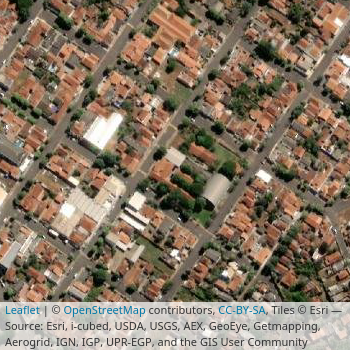 Leaflet | © OpenStreetMap contributors, CC-BY-SA, Tiles © Esri —
Source: Esri, i-cubed, USDA, USGS, AEX, GeoEye, Getmapping,
Aerogrid, IGN, IGP, UPR-EGP, and the GIS User Community